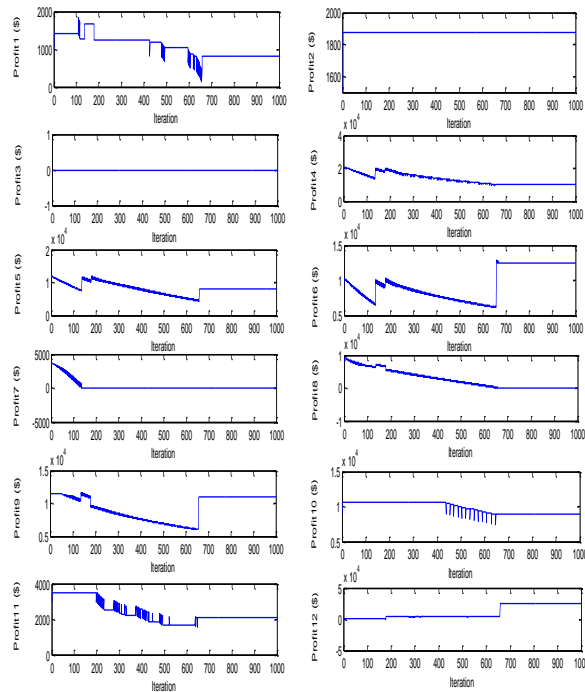 Profit1 ($)
2000
1000
0
0 100 200 300 400 500 600 700 800 900 1000
Iteration
Profit2 ($)
2000
1800
1600
0 100 200 300 400 500 600 700 800 900 1000
Iteration
Profit3 ($)
1
0
-1
0 100 200 300 400 500 600 700 800 900 1000
Iteration
x 10^4
Profit4 ($)
4
2
0
0 100 200 300 400 500 600 700 800 900 1000
Iteration
x 10^4
Profit5 ($)
2
1
0
0 100 200 300 400 500 600 700 800 900 1000
Iteration
x 10^4
Profit6 ($)
1.5
1
0.5
0 100 200 300 400 500 600 700 800 900 1000
Iteration
Profit7 ($)
5000
0
-5000
0 100 200 300 400 500 600 700 800 900 1000
Iteration
x 10^4
Profit8 ($)
1
0
-1
0 100 200 300 400 500 600 700 800 900 1000
Iteration
x 10^4
Profit9 ($)
1.5
1
0.5
0 100 200 300 400 500 600 700 800 900 1000
Iteration
x 10^4
Profit10 ($)
1.5
1
0.5
0 100 200 300 400 500 600 700 800 900 1000
Iteration
Profit11 ($)
4000
2000
0
0 100 200 300 400 500 600 700 800 900 1000
Iteration
x 10^4
Profit12 ($)
5
0
-5
0 100 200 300 400 500 600 700 800 900 1000
Iteration